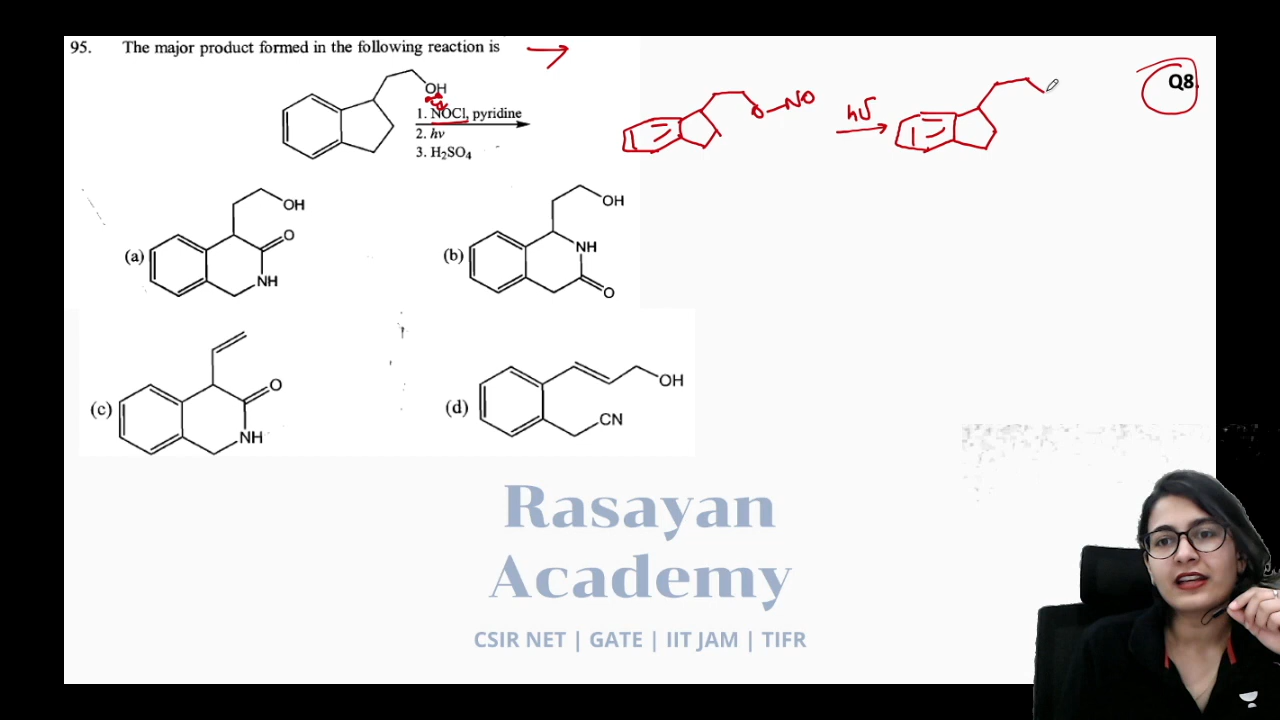 95. The major product formed in the following reaction is
Q8.
OH
1. NOCl, pyridine
2. hν
3. H₂SO₄
O—NO
hν
(a)
OH
O
NH
(b)
OH
NH
O
(c)
O
NH
(d)
OH
CN
Rasayan
Academy
CSIR NET | GATE | IIT JAM | TIFR